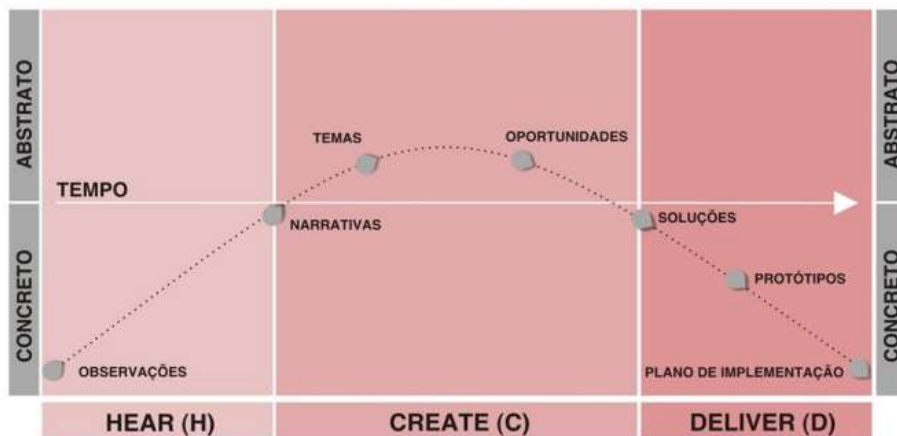 ABSTRATO
ABSTRATO
TEMAS
OPORTUNIDADES
TEMPO
NARRATIVAS
SOLUÇÕES
PROTÓTIPOS
CONCRETO
CONCRETO
OBSERVAÇÕES
PLANO DE IMPLEMENTAÇÃO
HEAR (H)
CREATE (C)
DELIVER (D)